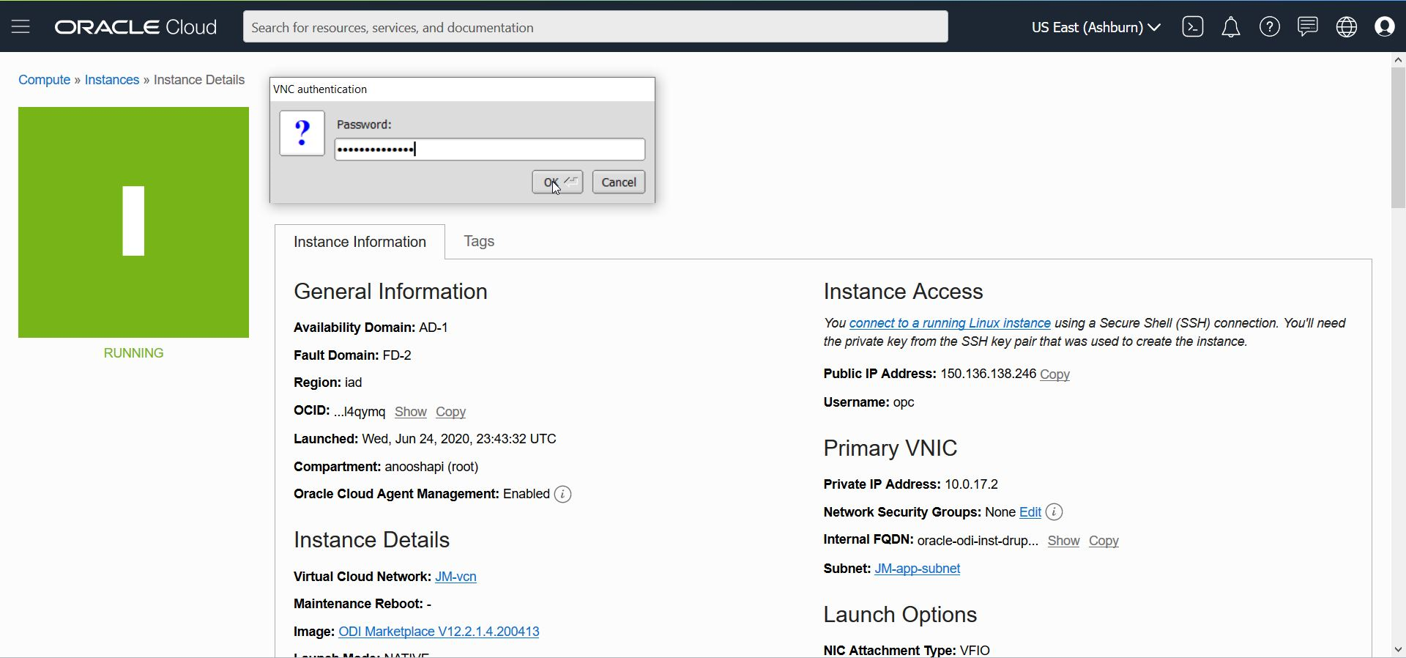 ORACLE Cloud
Search for resources, services, and documentation
US East (Ashburn)
Compute » Instances » Instance Details
VNC authentication
?
Password:
••••••••••••••
OK
Cancel
I
RUNNING
Instance Information
Tags
General Information
Availability Domain: AD-1
Fault Domain: FD-2
Region: iad
OCID: ...l4qymq Show Copy
Launched: Wed, Jun 24, 2020, 23:43:32 UTC
Compartment: anooshapi (root)
Oracle Cloud Agent Management: Enabled
Instance Details
Virtual Cloud Network: JM-vcn
Maintenance Reboot: -
Image: ODI Marketplace V12.2.1.4.200413
Launch Mode: NATIVE
Instance Access
You connect to a running Linux instance using a Secure Shell (SSH) connection. You'll need
the private key from the SSH key pair that was used to create the instance.
Public IP Address: 150.136.138.246 Copy
Username: opc
Primary VNIC
Private IP Address: 10.0.17.2
Network Security Groups: None Edit
Internal FQDN: oracle-odi-inst-drup... Show Copy
Subnet: JM-app-subnet
Launch Options
NIC Attachment Type: VFIO